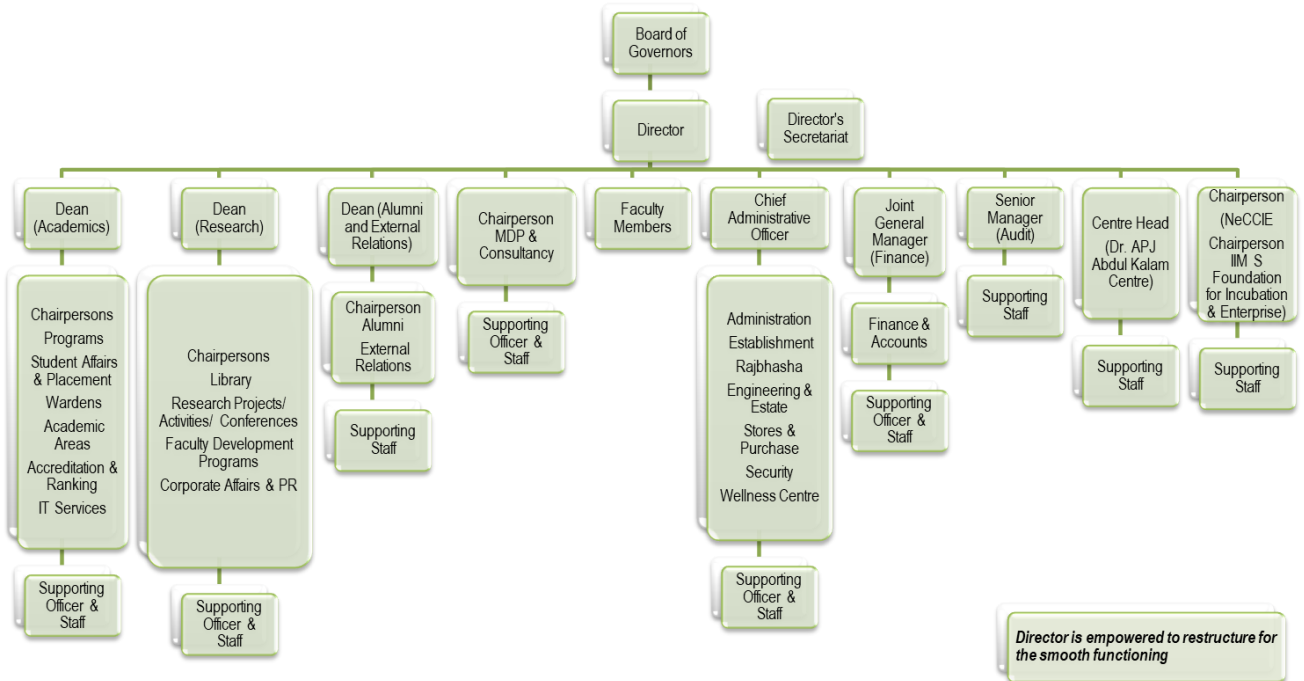 Board of
Governors
Director
Director's
Secretariat
Dean
(Academics)
Dean
(Research)
Dean (Alumni
and External
Relations)
Chairperson
MDP &
Consultancy
Faculty
Members
Chief
Administrative
Officer
Joint
General
Manager
(Finance)
Senior
Manager
(Audit)
Centre Head
(Dr. APJ
Abdul Kalam
Centre)
Chairperson
(NeCCIE
Chairperson
IIM S
Foundation
for Incubation
& Enterprise)
Chairpersons
Programs
Student Affairs
& Placement
Wardens
Academic
Areas
Accreditation &
Ranking
IT Services
Chairpersons
Library
Research Projects/
Activities/ Conferences
Faculty Development
Programs
Corporate Affairs & PR
Chairperson
Alumni
External
Relations
Supporting
Officer &
Staff
Administration
Establishment
Rajbhasha
Engineering &
Estate
Stores &
Purchase
Security
Wellness Centre
Finance &
Accounts
Supporting
Staff
Supporting
Staff
Supporting
Staff
Supporting
Staff
Supporting
Officer &
Staff
Supporting
Officer &
Staff
Supporting
Officer &
Staff
Supporting
Officer &
Staff
Director is empowered to restructure for
the smooth functioning